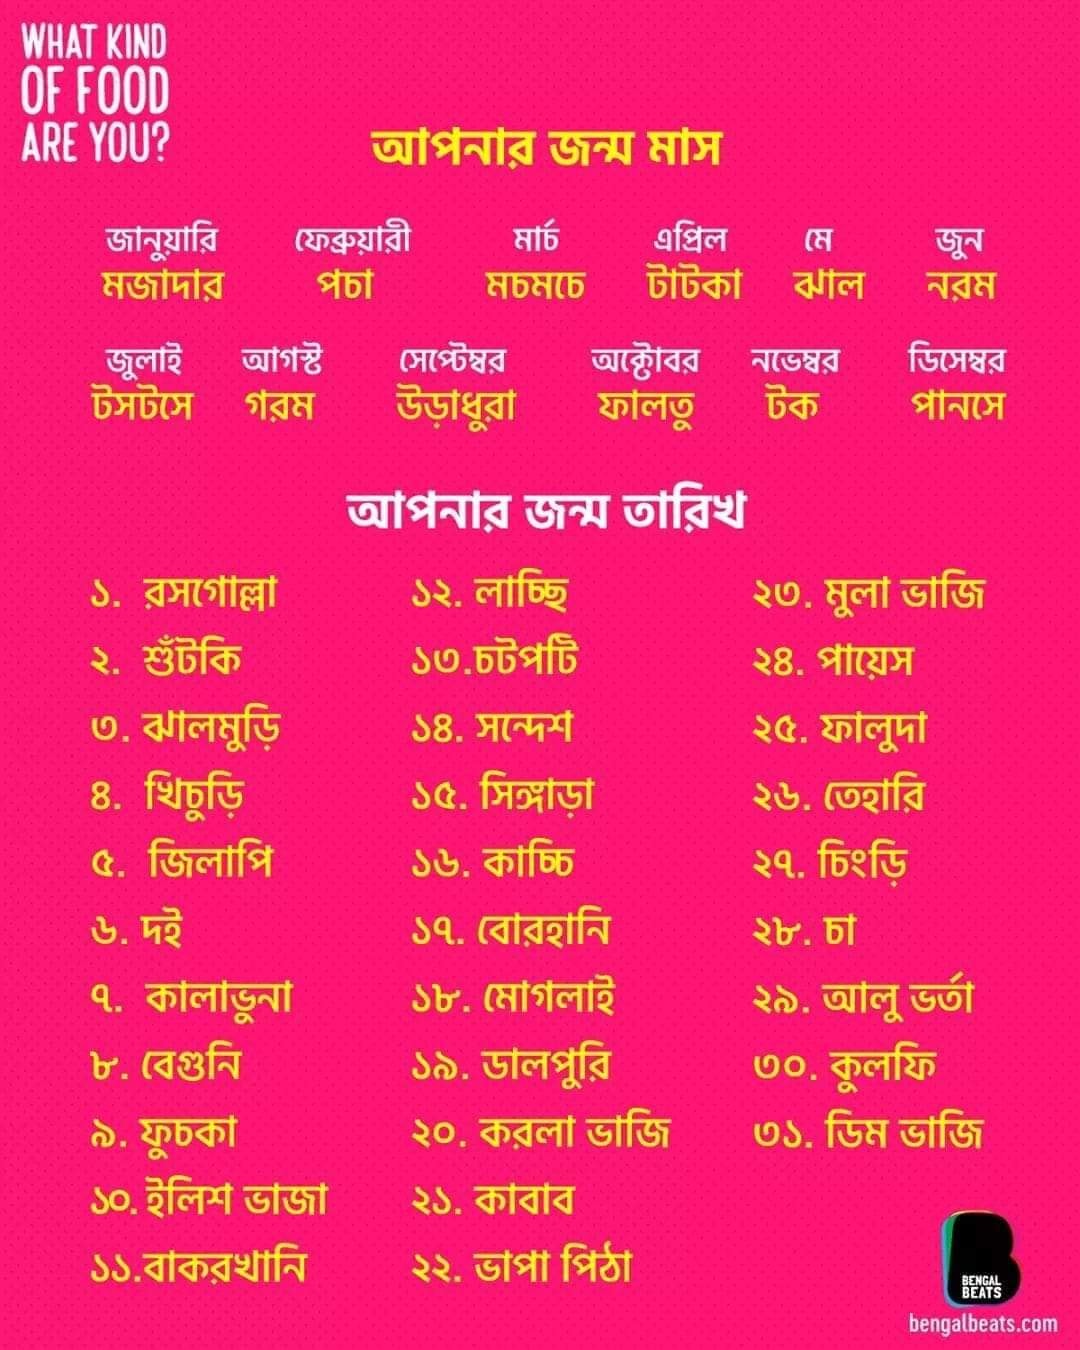 WHAT KIND
OF FOOD
ARE YOU?
আপনার জন্ম মাস
জানুয়ারি ফেব্রুয়ারী মার্চ এপ্রিল মে জুন
মজাদার পচা মচমচে টাটকা ঝাল নরম
জুলাই আগস্ট সেপ্টেম্বর অক্টোবর নভেম্বর ডিসেম্বর
টসটসে গরম উড়াধুরা ফালতু টক পানসে
আপনার জন্ম তারিখ
১. রসগোল্লা
২. শুঁটকি
৩. ঝালমুড়ি
৪. খিচুড়ি
৫. জিলাপি
৬. দই
৭. কালাভুনা
৮. বেগুনি
৯. ফুচকা
১০. ইলিশ ভাজা
১১.বাকরখানি
১২. লাচ্ছি
১৩.চটপটি
১৪. সন্দেশ
১৫. সিঙ্গাড়া
১৬. কাচ্চি
১৭. বোরহানি
১৮. মোগলাই
১৯. ডালপুরি
২০. করলা ভাজি
২১. কাবাব
২২. ভাপা পিঠা
২৩. মুলা ভাজি
২৪. পায়েস
২৫. ফালুদা
২৬. তেহারি
২৭. চিংড়ি
২৮. চা
২৯. আলু ভর্তা
৩০. কুলফি
৩১. ডিম ভাজি
BENGAL
BEATS
bengalbeats.com